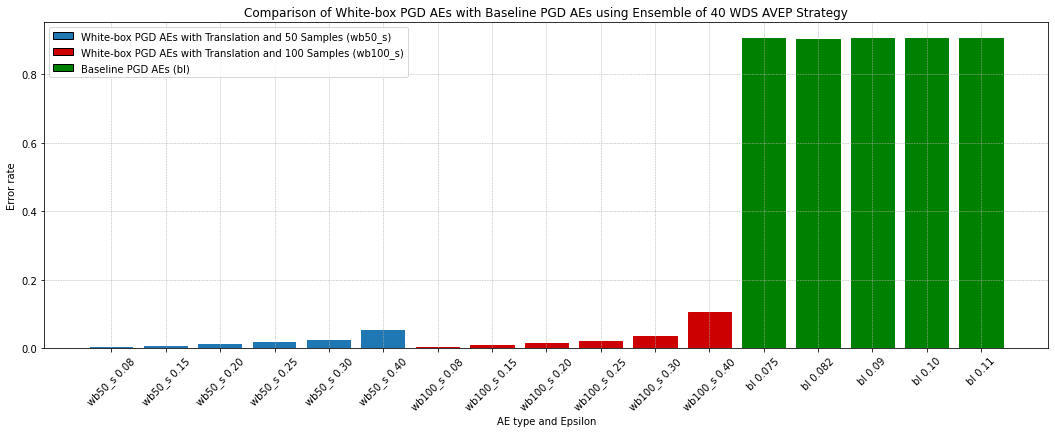 Comparison of White-box PGD AEs with Baseline PGD AEs using Ensemble of 40 WDS AVEP Strategy
White-box PGD AEs with Translation and 50 Samples (wb50_s)
White-box PGD AEs with Translation and 100 Samples (wb100_s)
Baseline PGD AEs (bl)
Error rate
0.8
0.6
0.4
0.2
0.0
wb50_s 0.08
wb50_s 0.15
wb50_s 0.20
wb50_s 0.25
wb50_s 0.30
wb50_s 0.40
wb100_s 0.08
wb100_s 0.15
wb100_s 0.20
wb100_s 0.25
wb100_s 0.30
wb100_s 0.40
bl 0.075
bl 0.082
bl 0.09
bl 0.10
bl 0.11
AE type and Epsilon